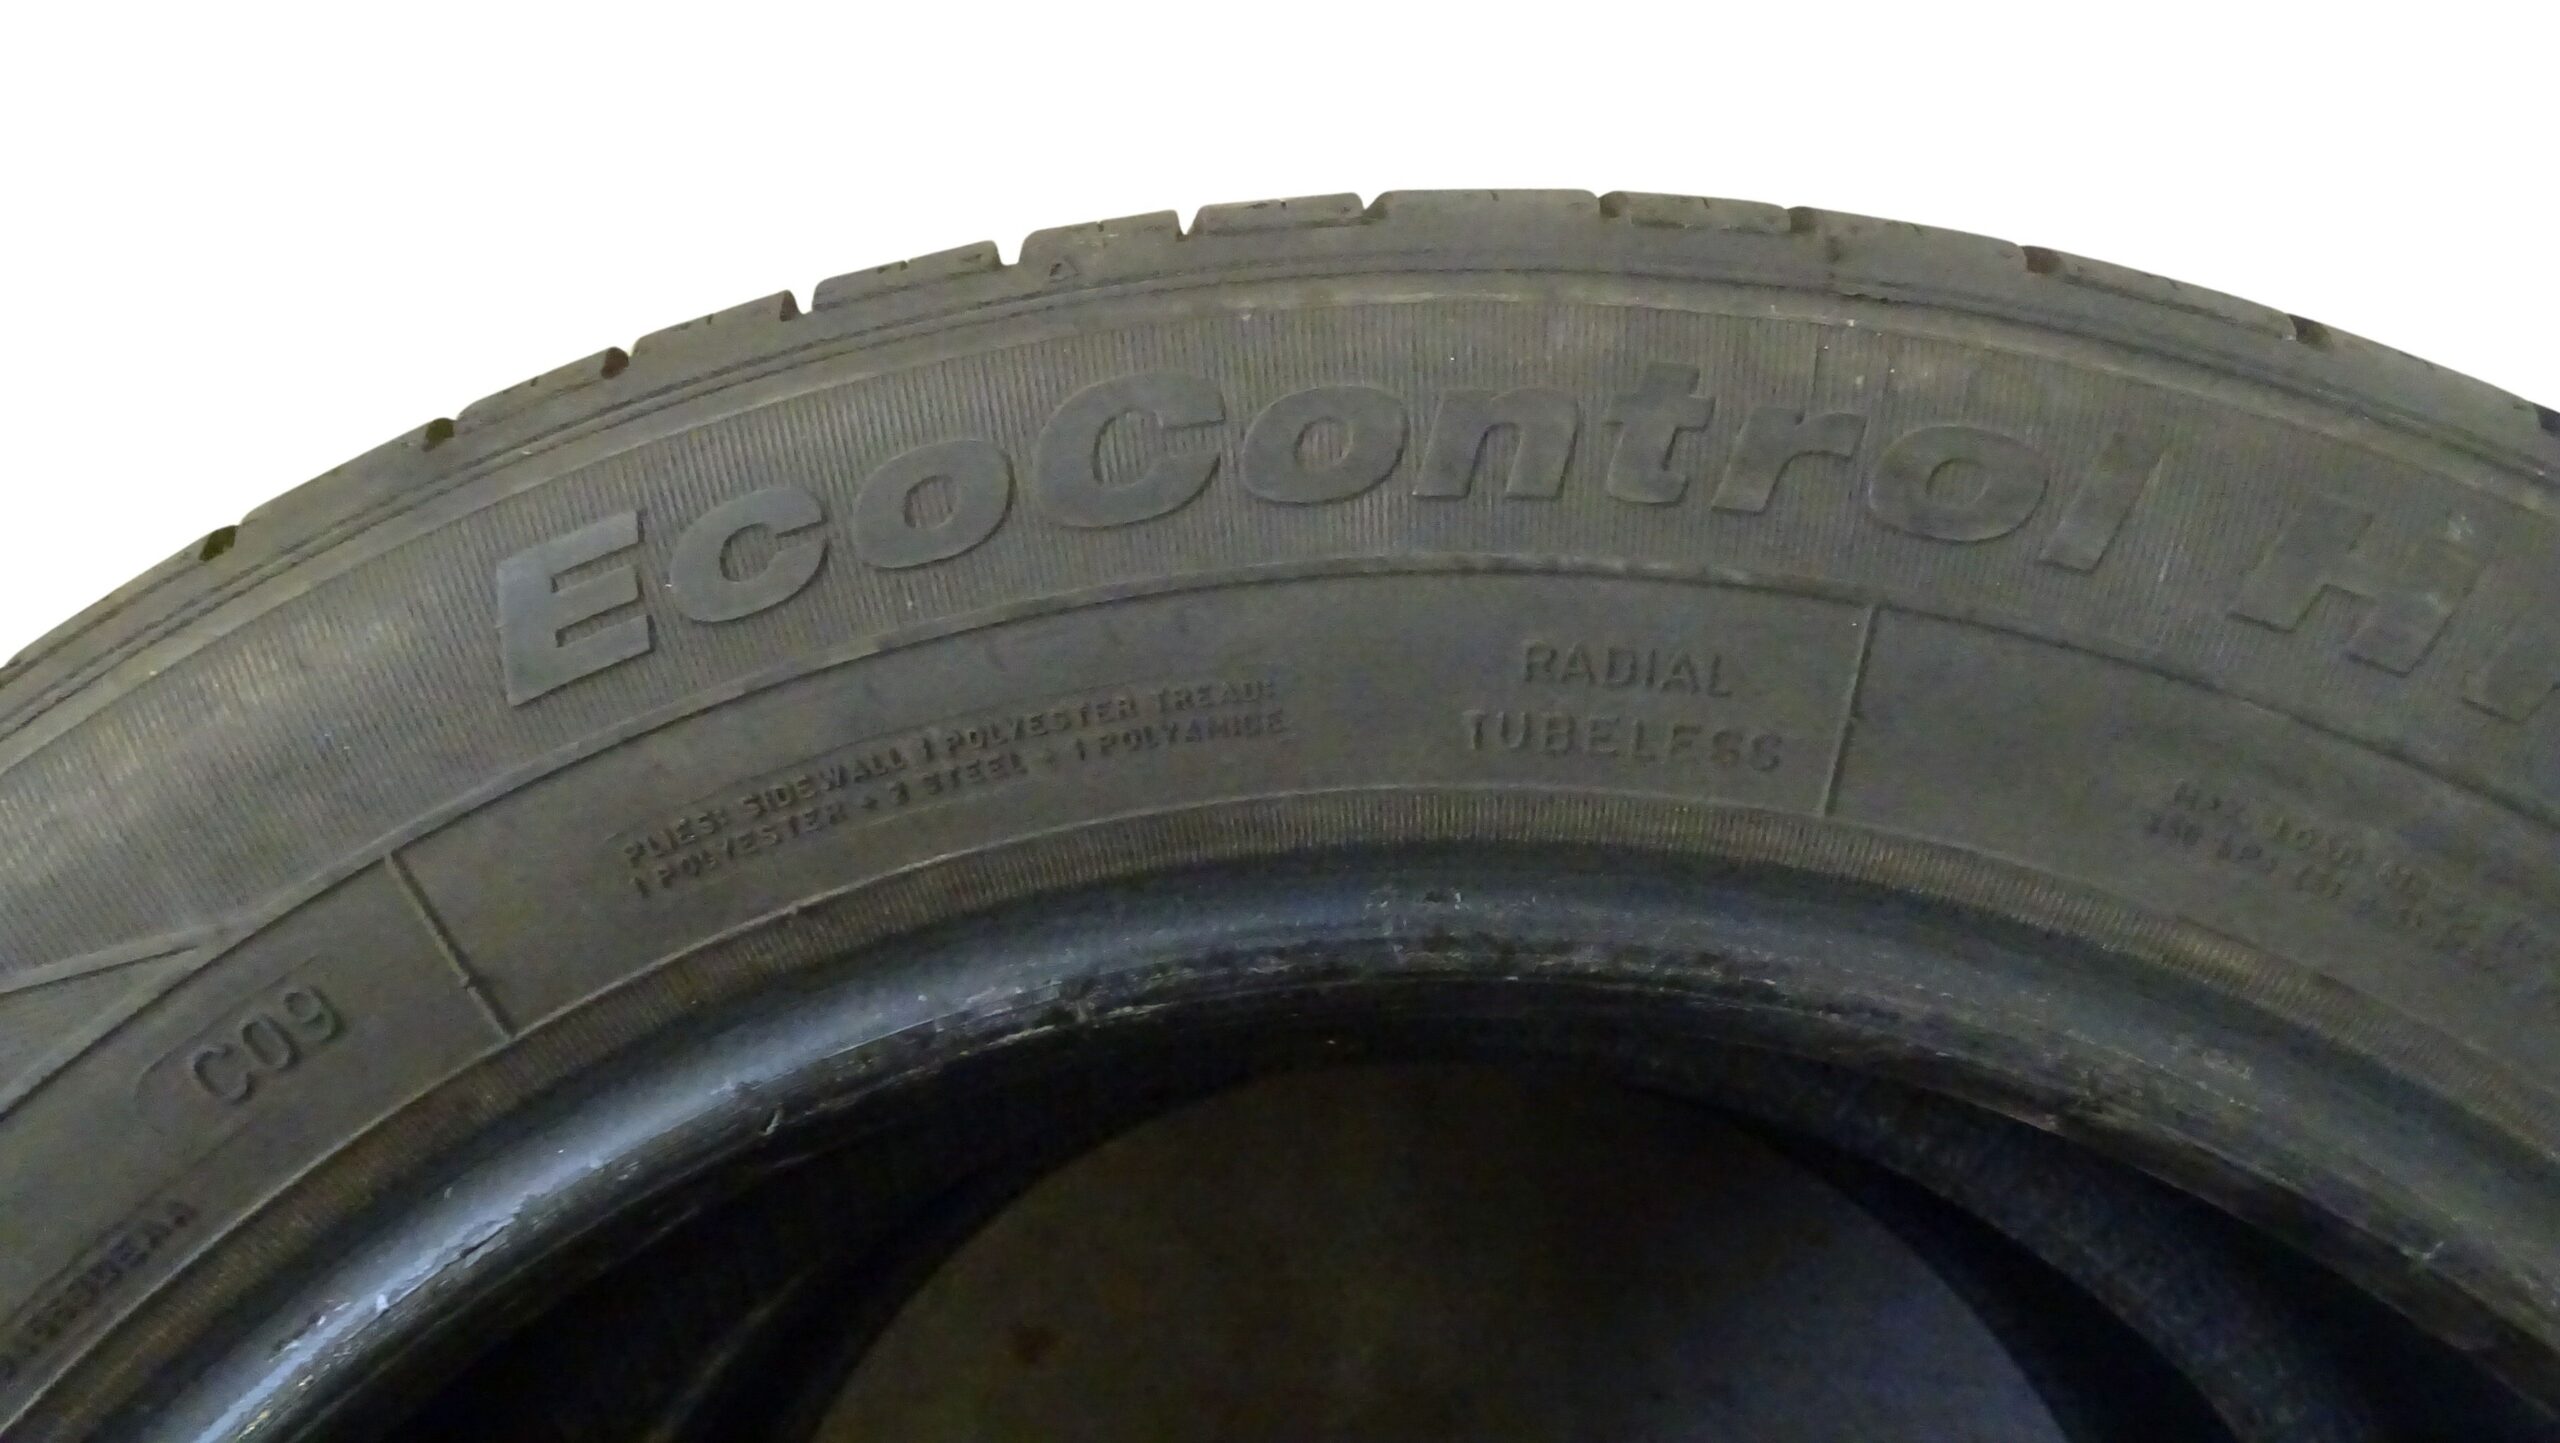 EcoControl H
RADIAL
TUBELESS
PLIES: SIDEWALL 1 POLYESTER TREAD:
1 POLYESTER + 2 STEEL + 1 POLYAMIDE
C09